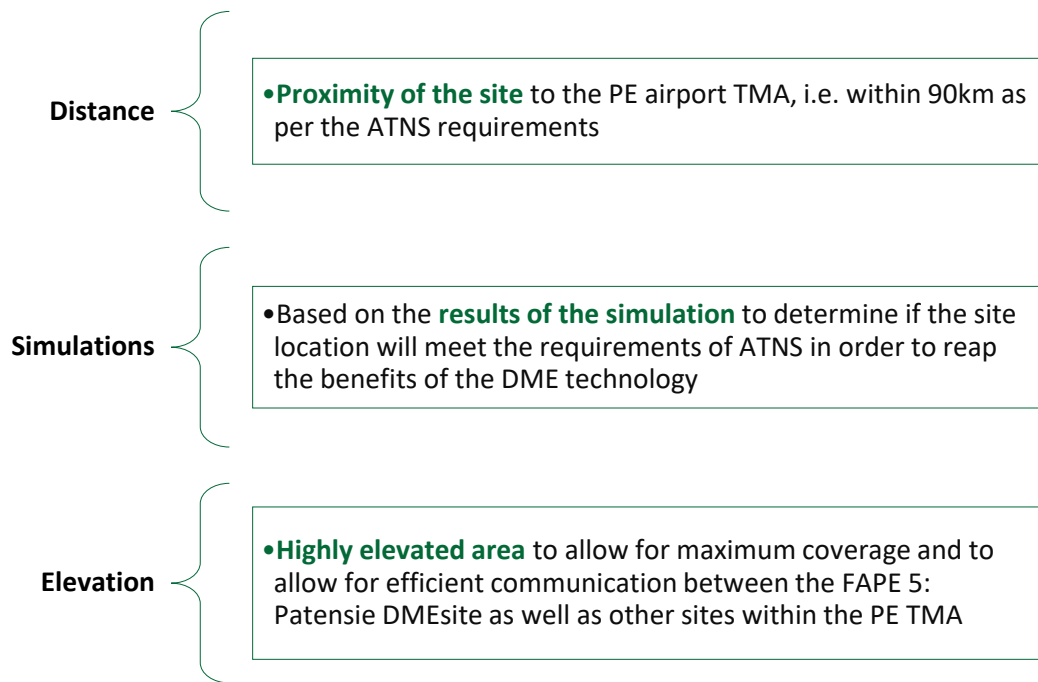 Distance
•Proximity of the site to the PE airport TMA, i.e. within 90km as
per the ATNS requirements
Simulations
•Based on the results of the simulation to determine if the site
location will meet the requirements of ATNS in order to reap
the benefits of the DME technology
Elevation
•Highly elevated area to allow for maximum coverage and to
allow for efficient communication between the FAPE 5:
Patensie DMEsite as well as other sites within the PE TMA